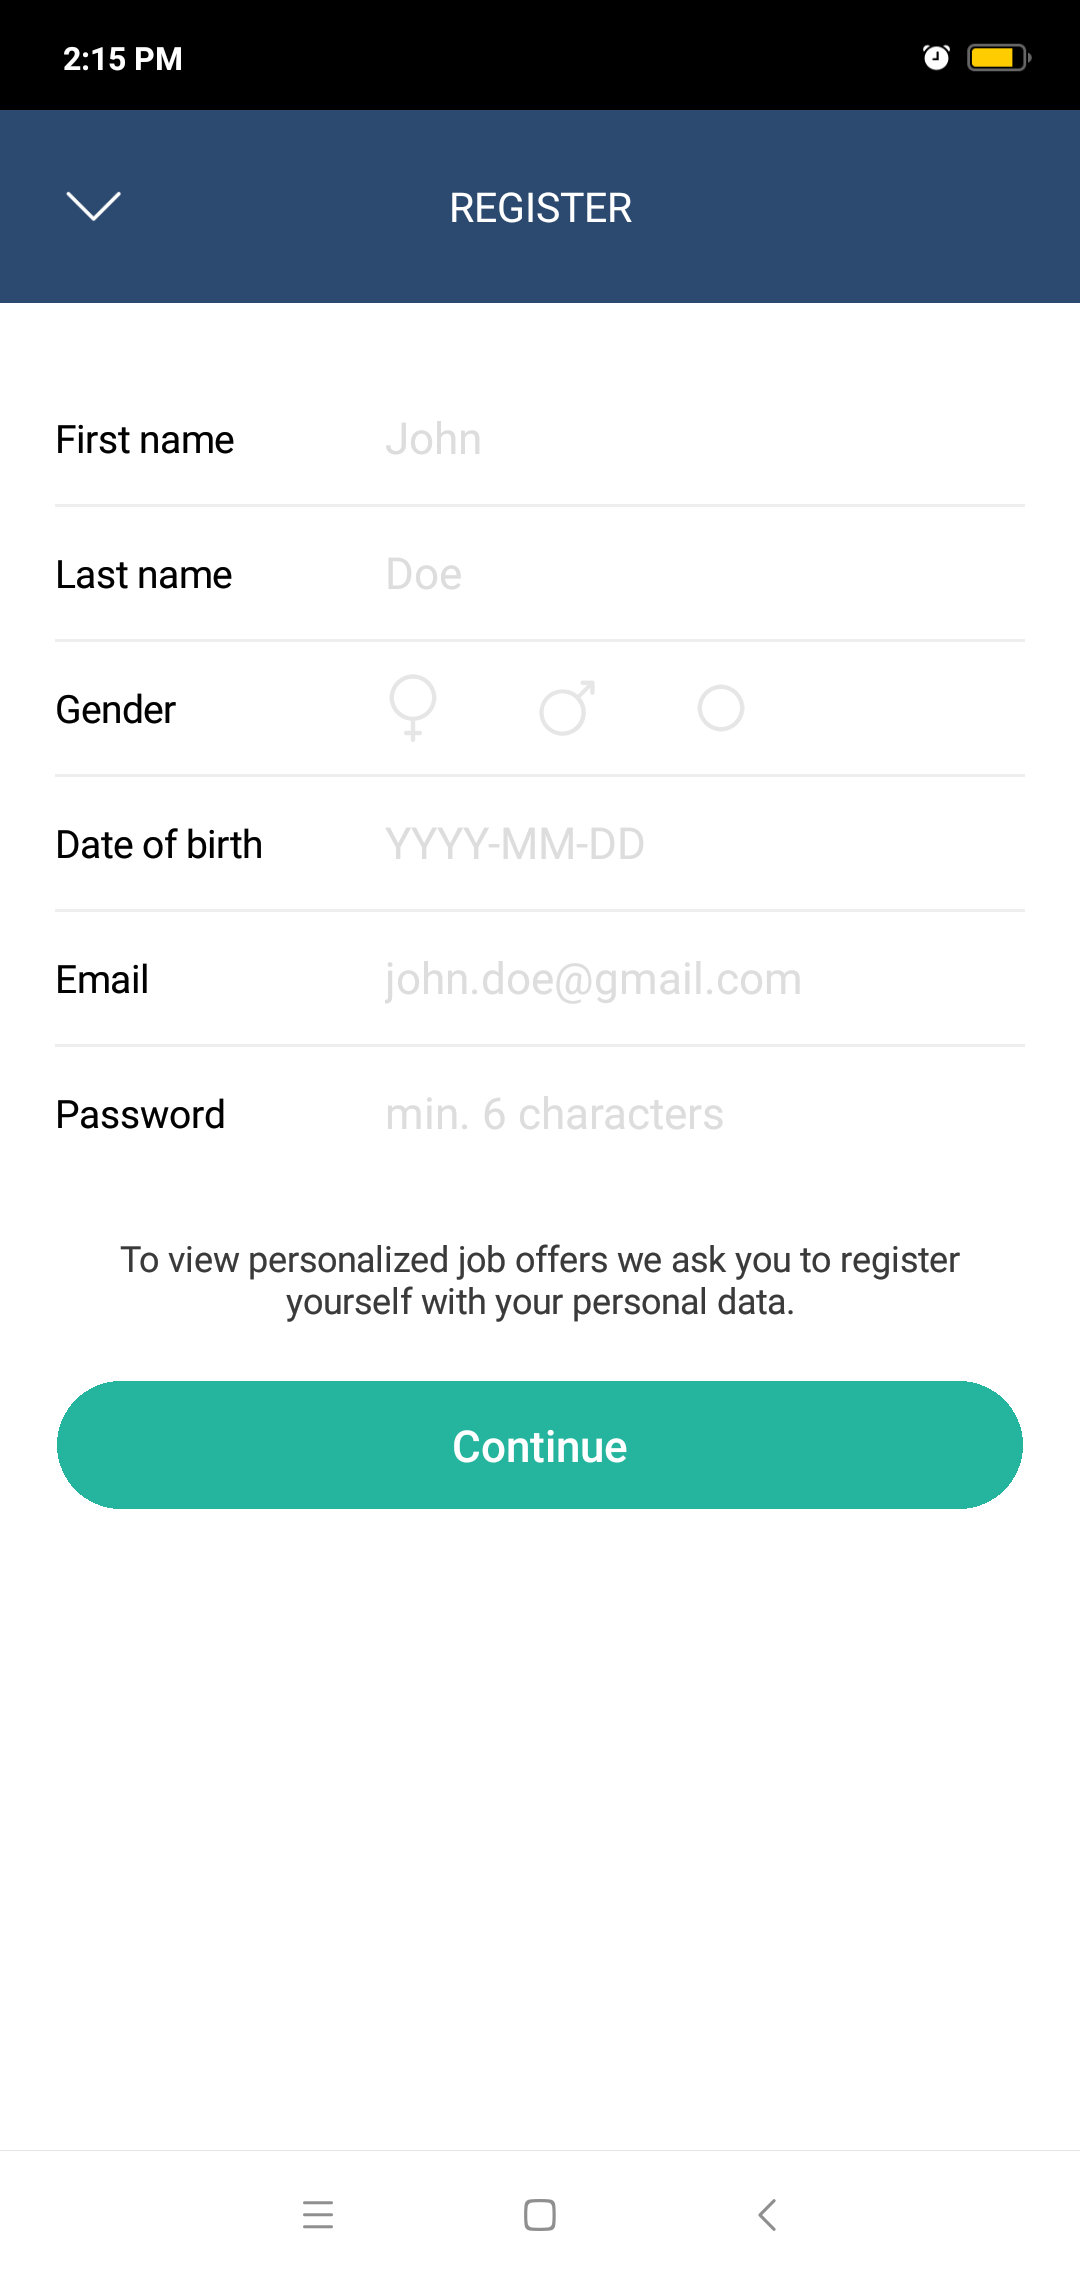 2:15 PM
REGISTER
First name John
Last name Doe
Gender
Date of birth YYYY-MM-DD
Email john.doe@gmail.com
Password min. 6 characters
To view personalized job offers we ask you to register
yourself with your personal data.
Continue